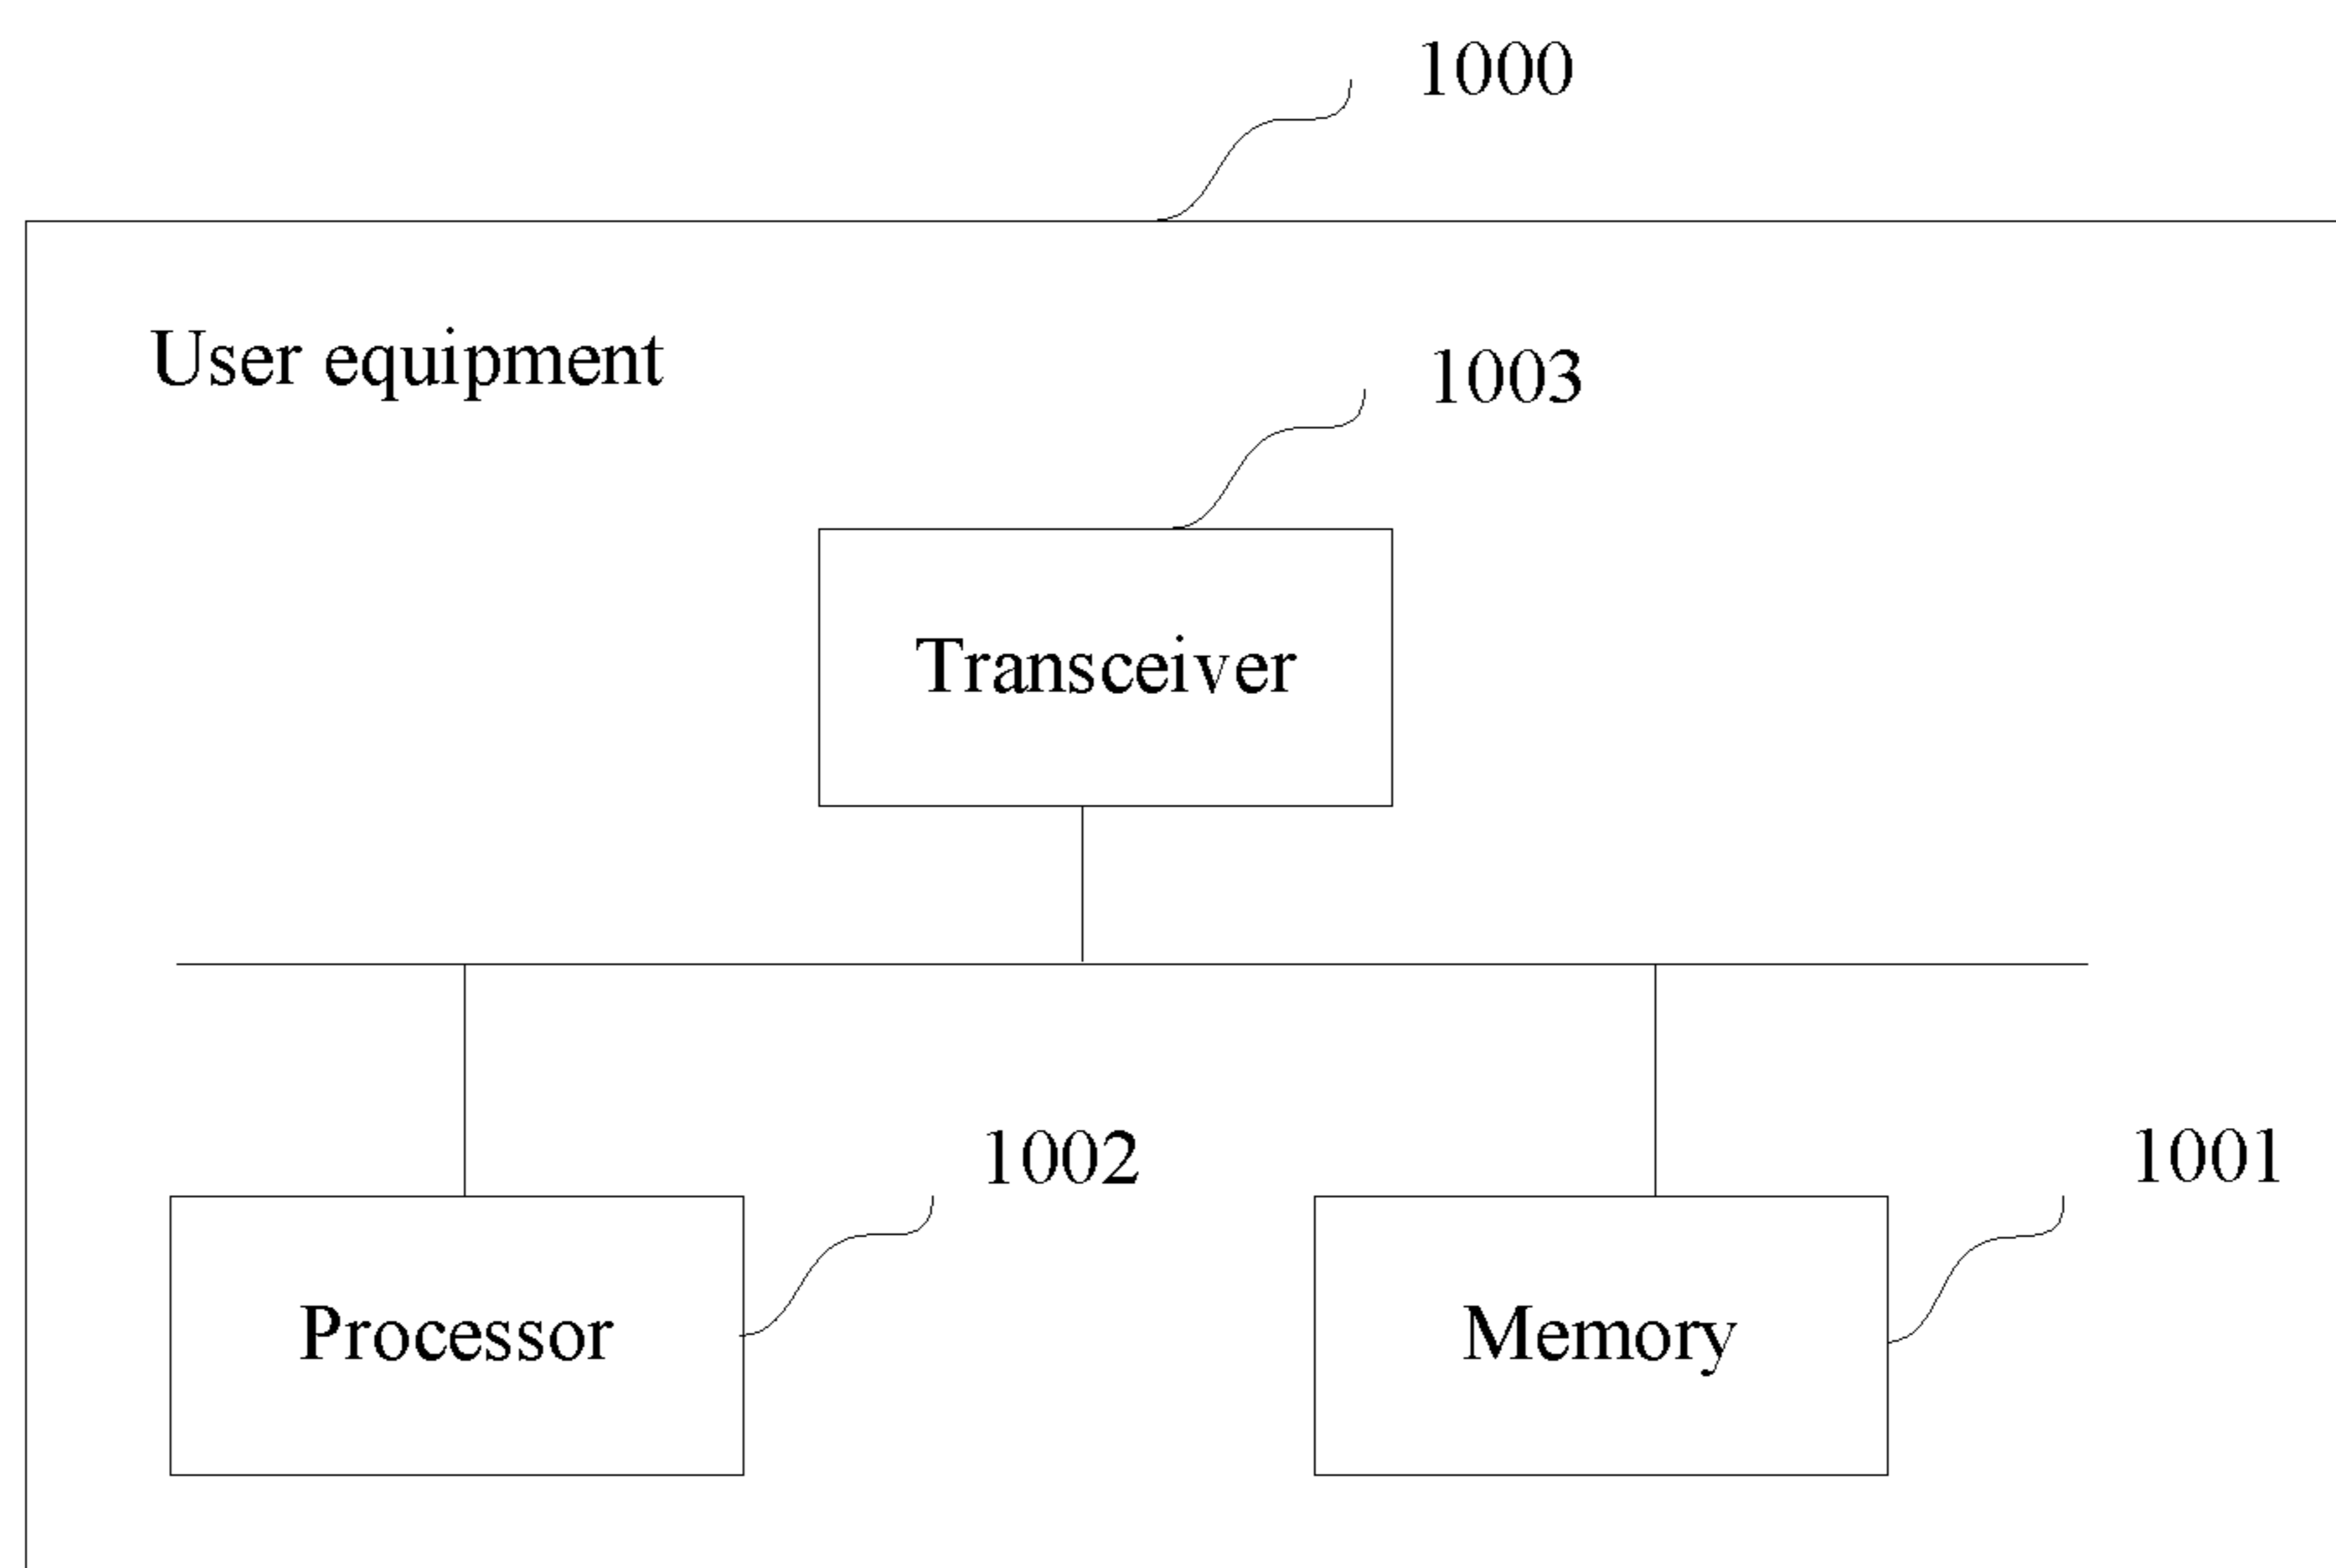 1000
User equipment
1003
Transceiver
1002
1001
Processor
Memory